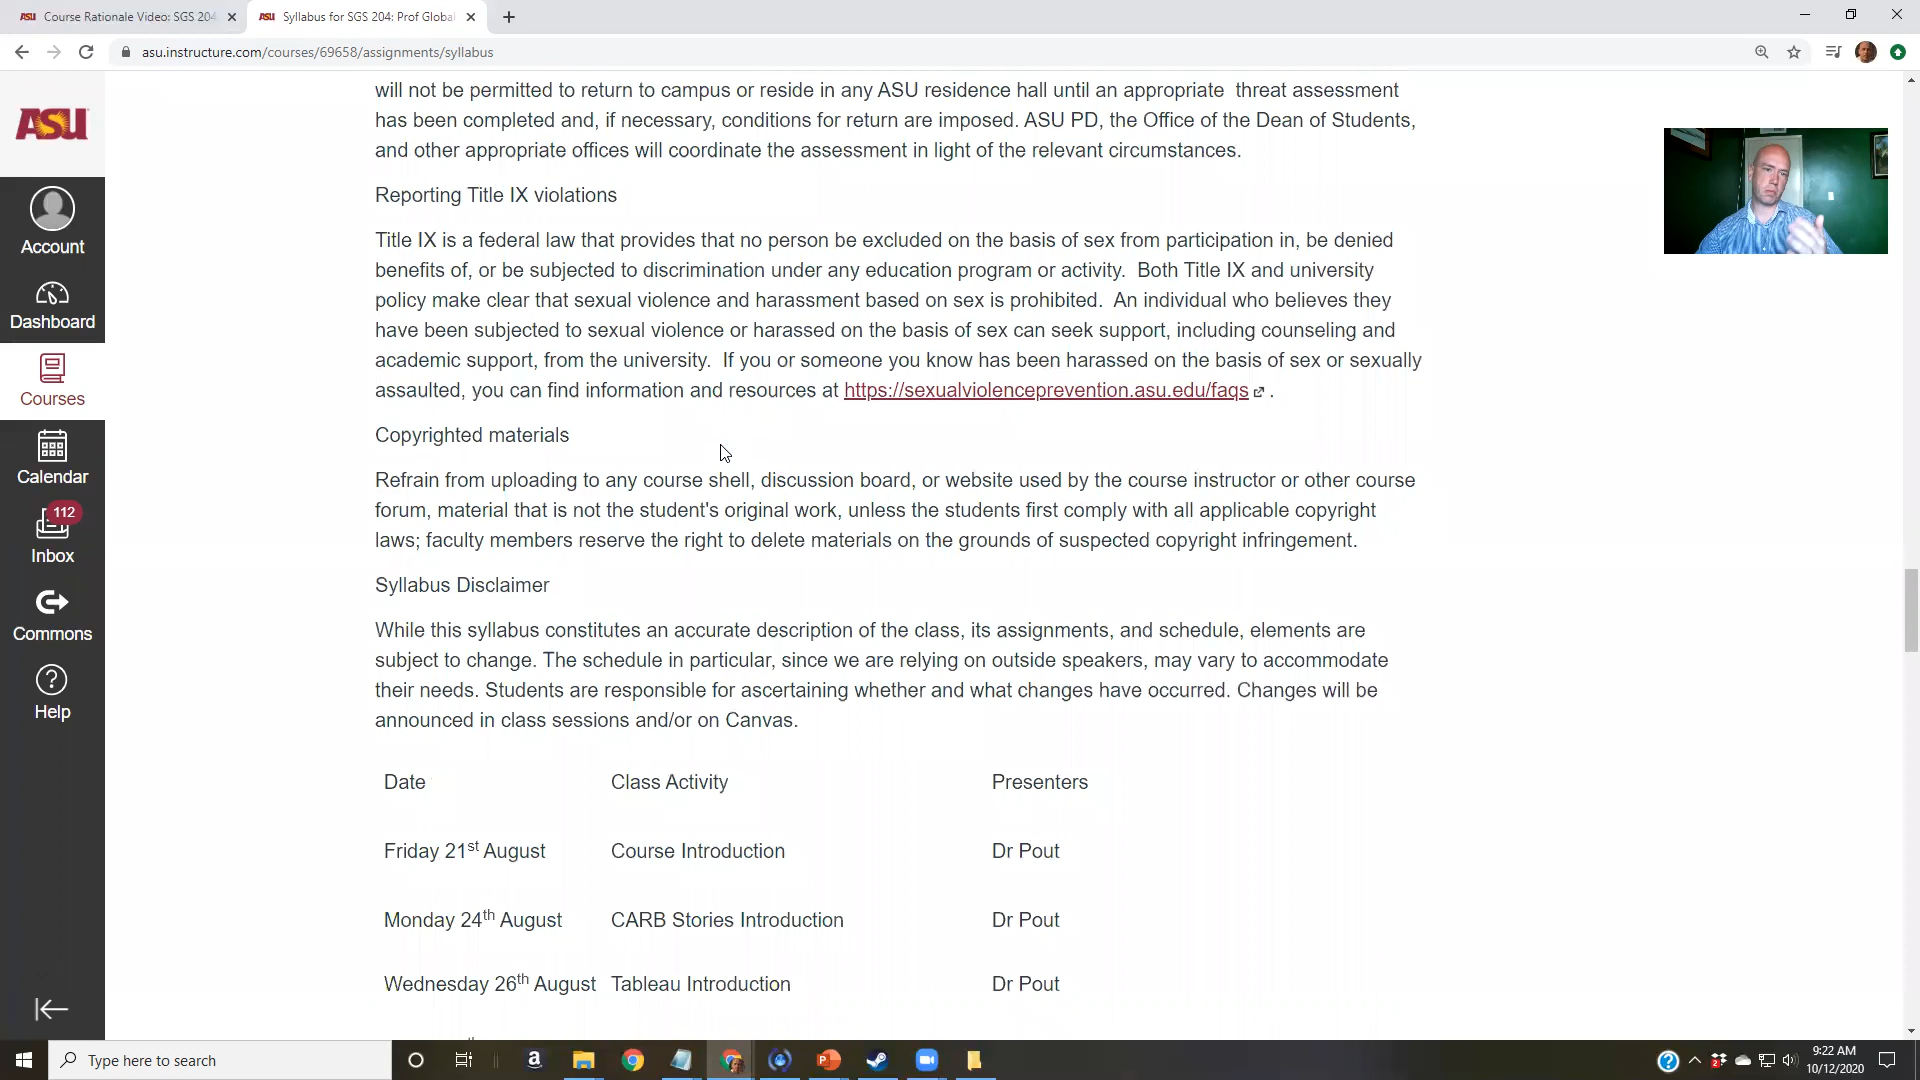 ASU Course Rationale Video: SGS 204
ASU Syllabus for SGS 204: Prof Global
asu.instructure.com/courses/69658/assignments/syllabus
ASU
Account
Dashboard
Courses
Calendar
112
Inbox
Commons
Help
will not be permitted to return to campus or reside in any ASU residence hall until an appropriate threat assessment
has been completed and, if necessary, conditions for return are imposed. ASU PD, the Office of the Dean of Students,
and other appropriate offices will coordinate the assessment in light of the relevant circumstances.
Reporting Title IX violations
Title IX is a federal law that provides that no person be excluded on the basis of sex from participation in, be denied
benefits of, or be subjected to discrimination under any education program or activity. Both Title IX and university
policy make clear that sexual violence and harassment based on sex is prohibited. An individual who believes they
have been subjected to sexual violence or harassed on the basis of sex can seek support, including counseling and
academic support, from the university. If you or someone you know has been harassed on the basis of sex or sexually
assaulted, you can find information and resources at https://sexualviolenceprevention.asu.edu/faqs .
Copyrighted materials
Refrain from uploading to any course shell, discussion board, or website used by the course instructor or other course
forum, material that is not the student's original work, unless the students first comply with all applicable copyright
laws; faculty members reserve the right to delete materials on the grounds of suspected copyright infringement.
Syllabus Disclaimer
While this syllabus constitutes an accurate description of the class, its assignments, and schedule, elements are
subject to change. The schedule in particular, since we are relying on outside speakers, may vary to accommodate
their needs. Students are responsible for ascertaining whether and what changes have occurred. Changes will be
announced in class sessions and/or on Canvas.
Date Class Activity Presenters
Friday 21st August Course Introduction Dr Pout
Monday 24th August CARB Stories Introduction Dr Pout
Wednesday 26th August Tableau Introduction Dr Pout
Type here to search
9:22 AM
10/12/2020